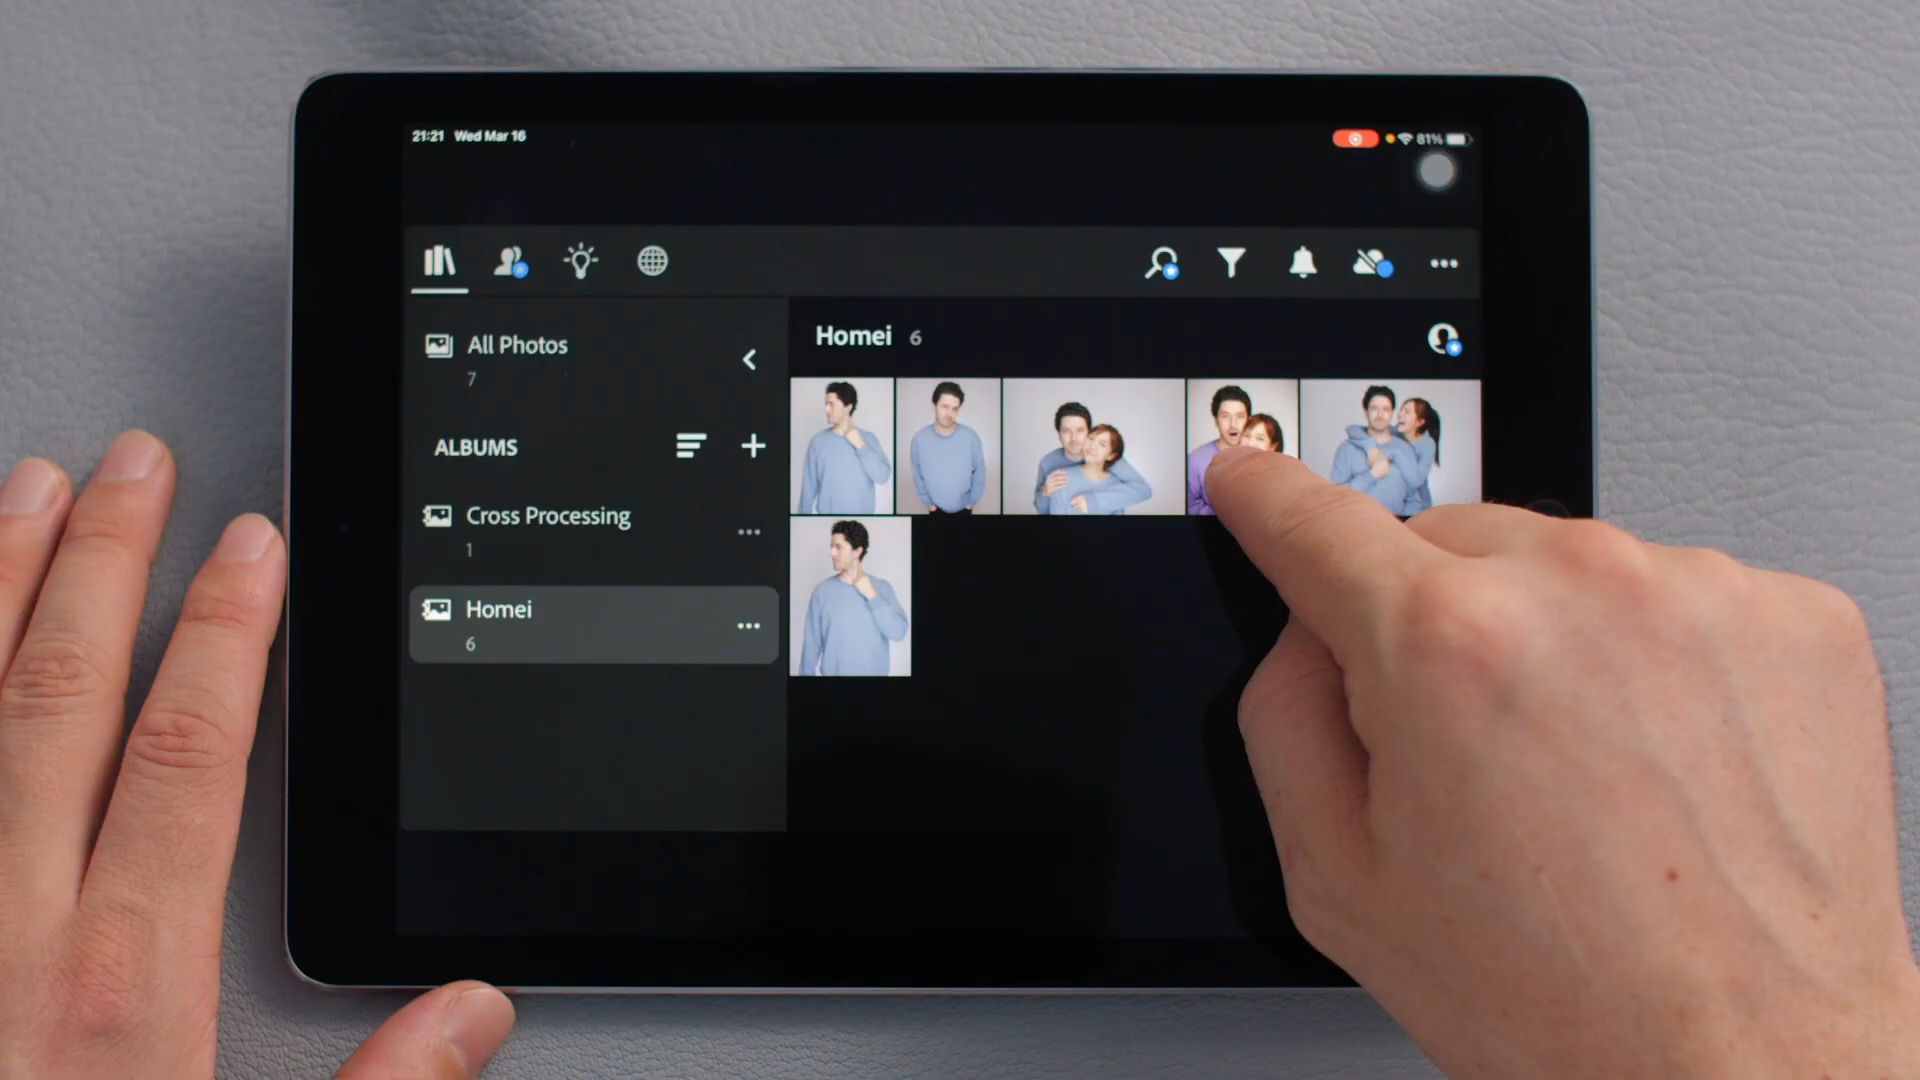 21:21 Wed Mar 16
81%
All Photos
7
ALBUMS
Cross Processing
1
Homei
6
Homei 6